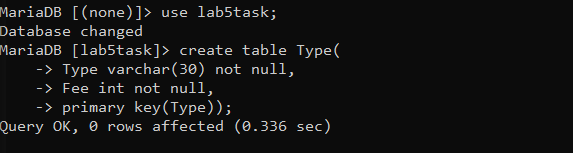 MariaDB [(none)]> use lab5task;
Database changed
MariaDB [lab5task]> create table Type(
    -> Type varchar(30) not null,
    -> Fee int not null,
    -> primary key(Type));
Query OK, 0 rows affected (0.336 sec)